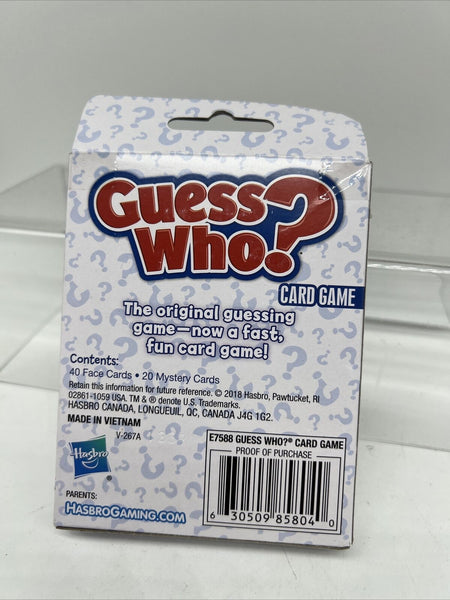 Guess
Who?
CARD GAME
The original guessing
game—now a fast,
fun card game!
Contents:
40 Face Cards • 20 Mystery Cards
Retain this information for future reference. © 2018 Hasbro, Pawtucket, RI
02861-1059 USA. TM & ® denote U.S. Trademarks.
HASBRO CANADA, LONGUEUIL, QC, CANADA J4G 1G2.
MADE IN VIETNAM
V-267A
Hasbro
PARENTS:
HASBROGAMING.COM
E7588 GUESS WHO?® CARD GAME
PROOF OF PURCHASE
6 30509 85804 0